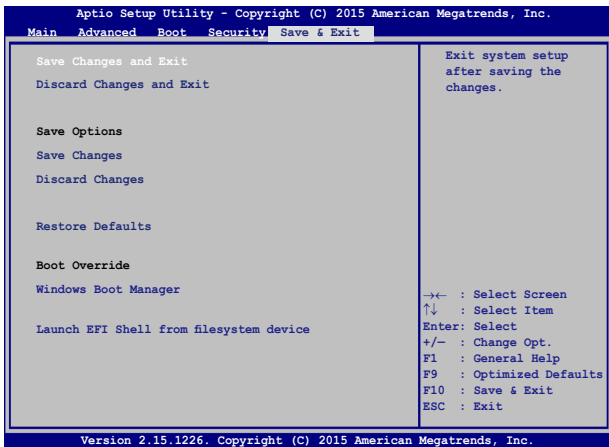 Aptio Setup Utility - Copyright (C) 2015 American Megatrends, Inc.
Main Advanced Boot Security Save & Exit
Save Changes and Exit
Discard Changes and Exit
Save Options
Save Changes
Discard Changes
Restore Defaults
Boot Override
Windows Boot Manager
Launch EFI Shell from filesystem device
Exit system setup
after saving the
changes.
→← : Select Screen
↑↓ : Select Item
Enter: Select
+/− : Change Opt.
F1 : General Help
F9 : Optimized Defaults
F10 : Save & Exit
ESC : Exit
Version 2.15.1226. Copyright (C) 2015 American Megatrends, Inc.